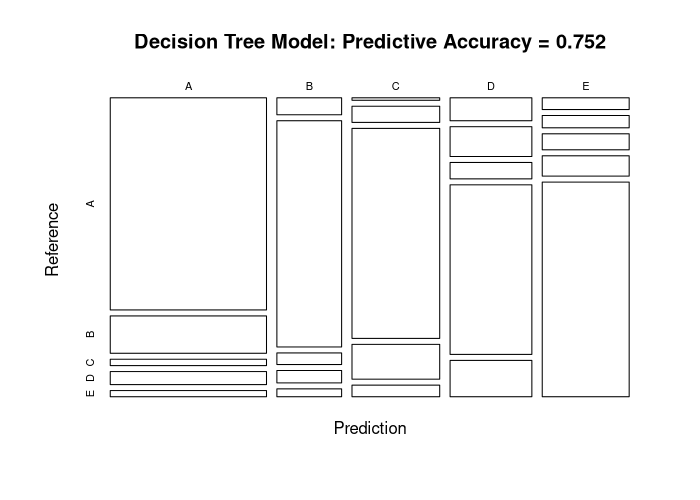 Decision Tree Model: Predictive Accuracy = 0.752
A B C D E
Reference
A
B
C
D
E
Prediction